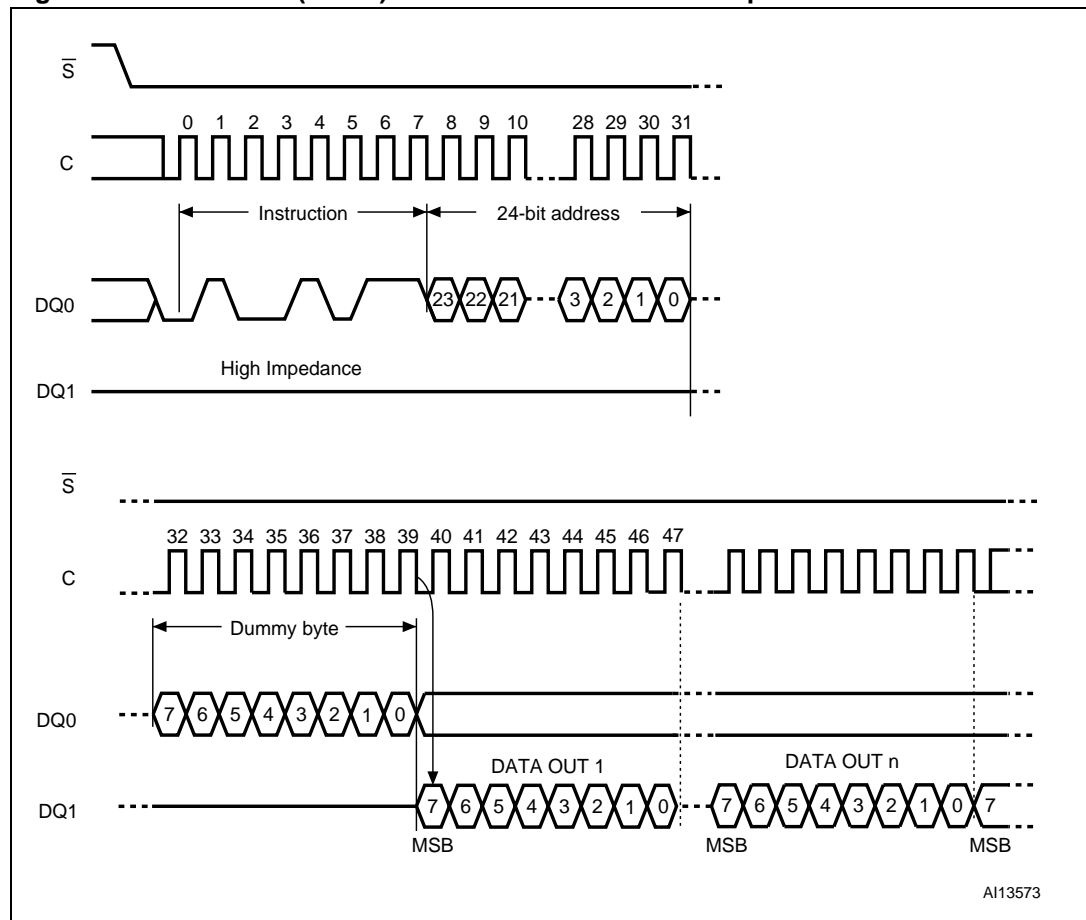 S
0 1 2 3 4 5 6 7 8 9 10 28 29 30 31
C
Instruction 24-bit address
DQ0 23 22 21 3 2 1 0
High Impedance
DQ1
S
32 33 34 35 36 37 38 39 40 41 42 43 44 45 46 47
C
Dummy byte
DQ0 7 6 5 4 3 2 1 0
DATA OUT 1 DATA OUT n
DQ1 7 6 5 4 3 2 1 0 7 6 5 4 3 2 1 0 7
MSB MSB MSB
AI13573